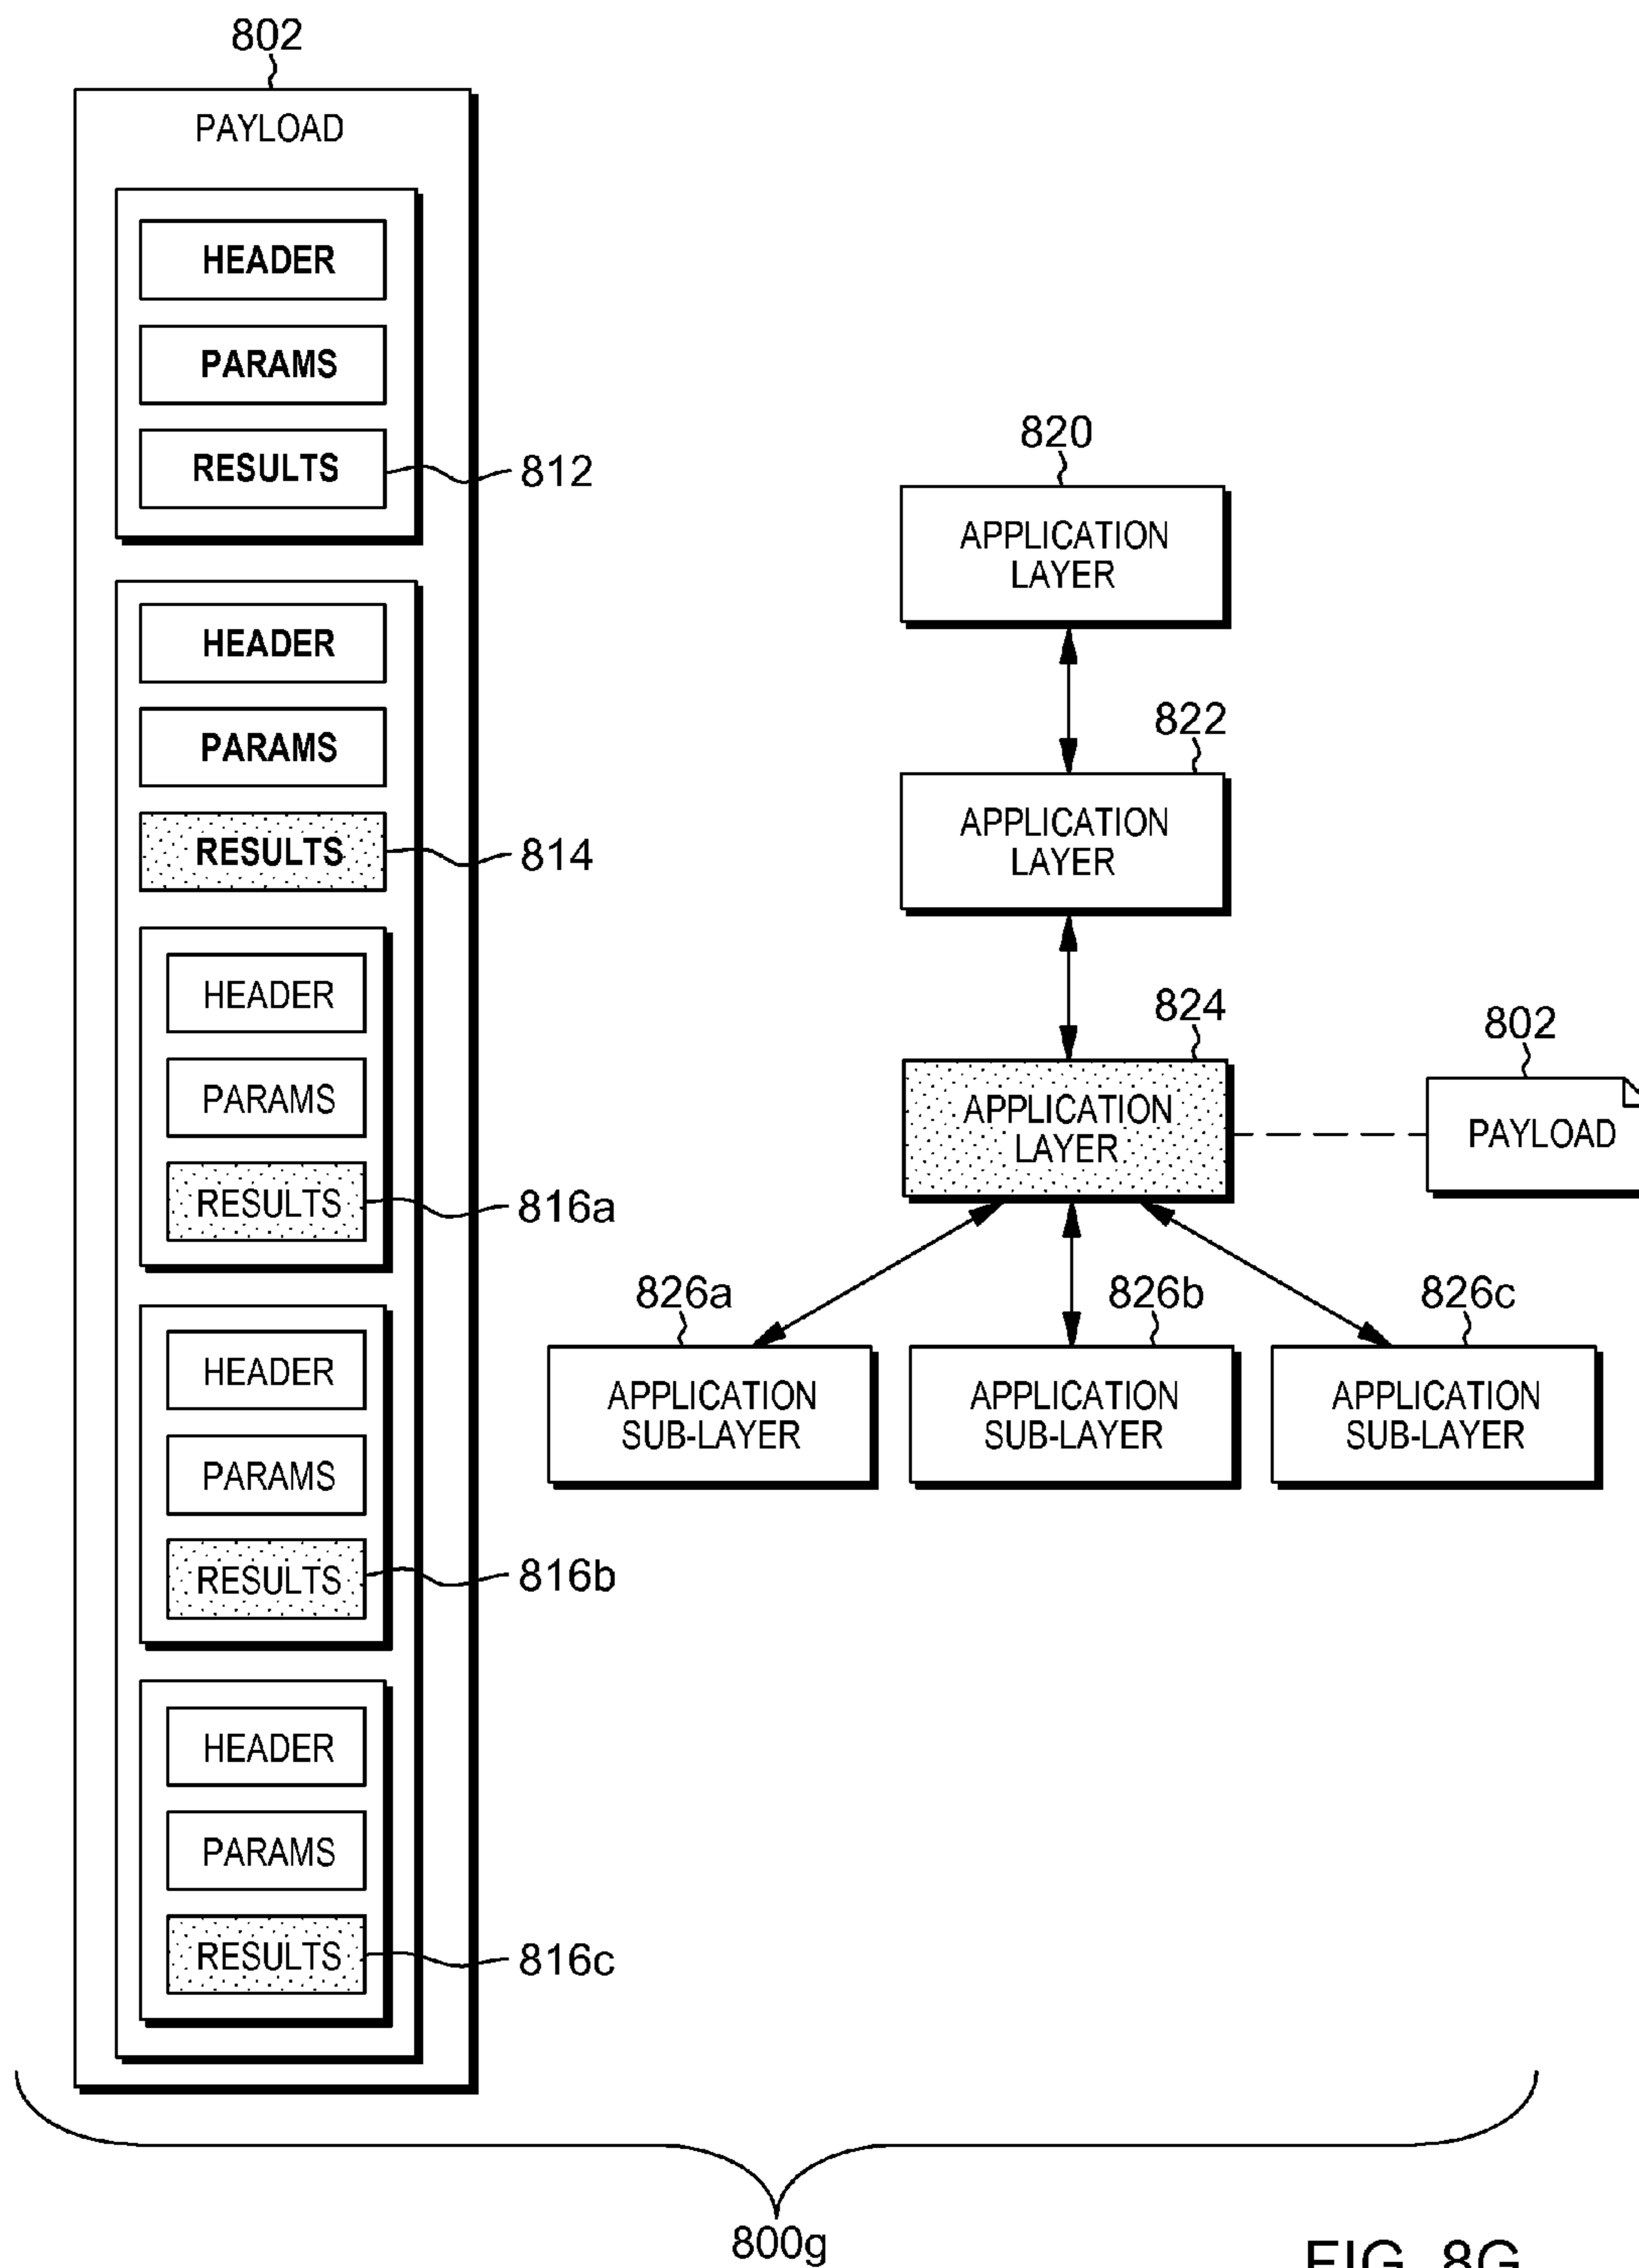 802
PAYLOAD
HEADER
PARAMS
RESULTS
812
HEADER
PARAMS
RESULTS
814
HEADER
PARAMS
RESULTS
816a
HEADER
PARAMS
RESULTS
816b
HEADER
PARAMS
RESULTS
816c
820
APPLICATION
LAYER
822
APPLICATION
LAYER
824
APPLICATION
LAYER
802
PAYLOAD
826a
APPLICATION
SUB-LAYER
826b
APPLICATION
SUB-LAYER
826c
APPLICATION
SUB-LAYER
800g
FIG. 8G